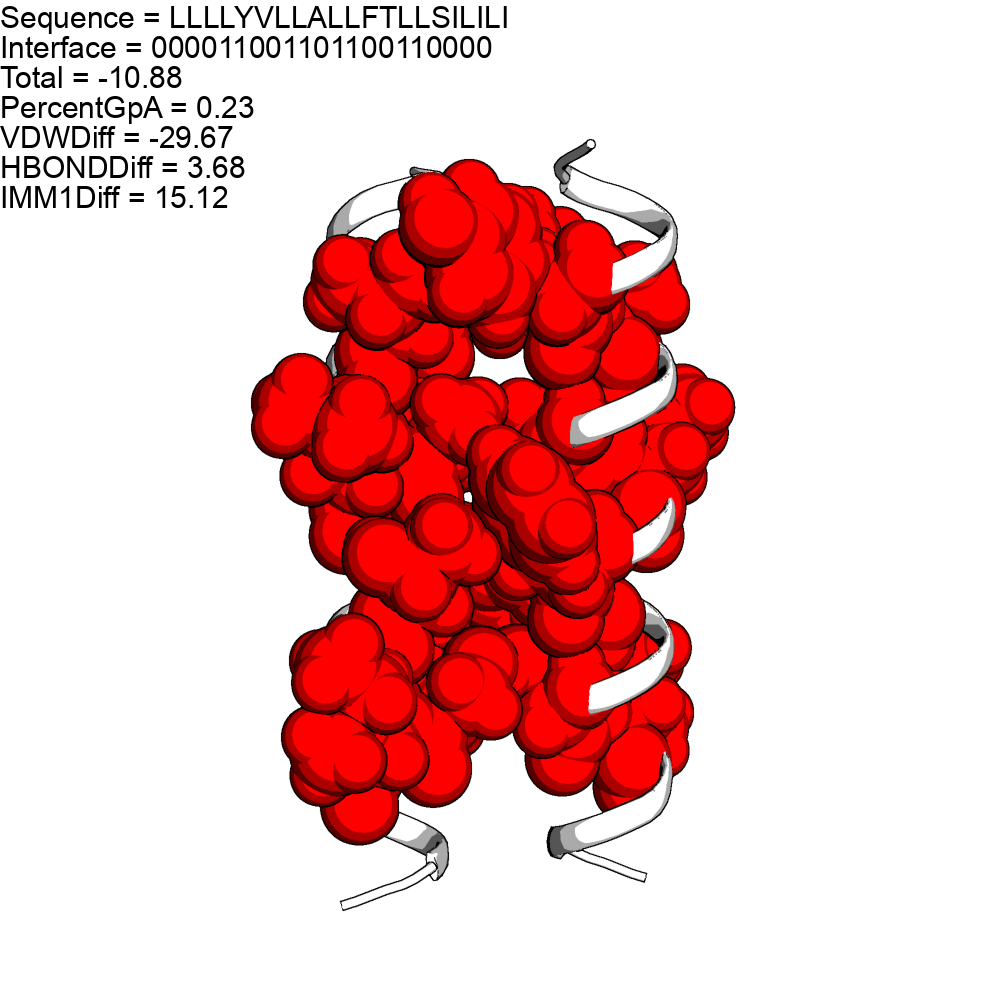 Sequence = LLLLYVLLALLFTLLSILILI
Interface = 000011001101100110000
Total = -10.88
PercentGpA = 0.23
VDWDiff = -29.67
HBONDDiff = 3.68
IMM1Diff = 15.12